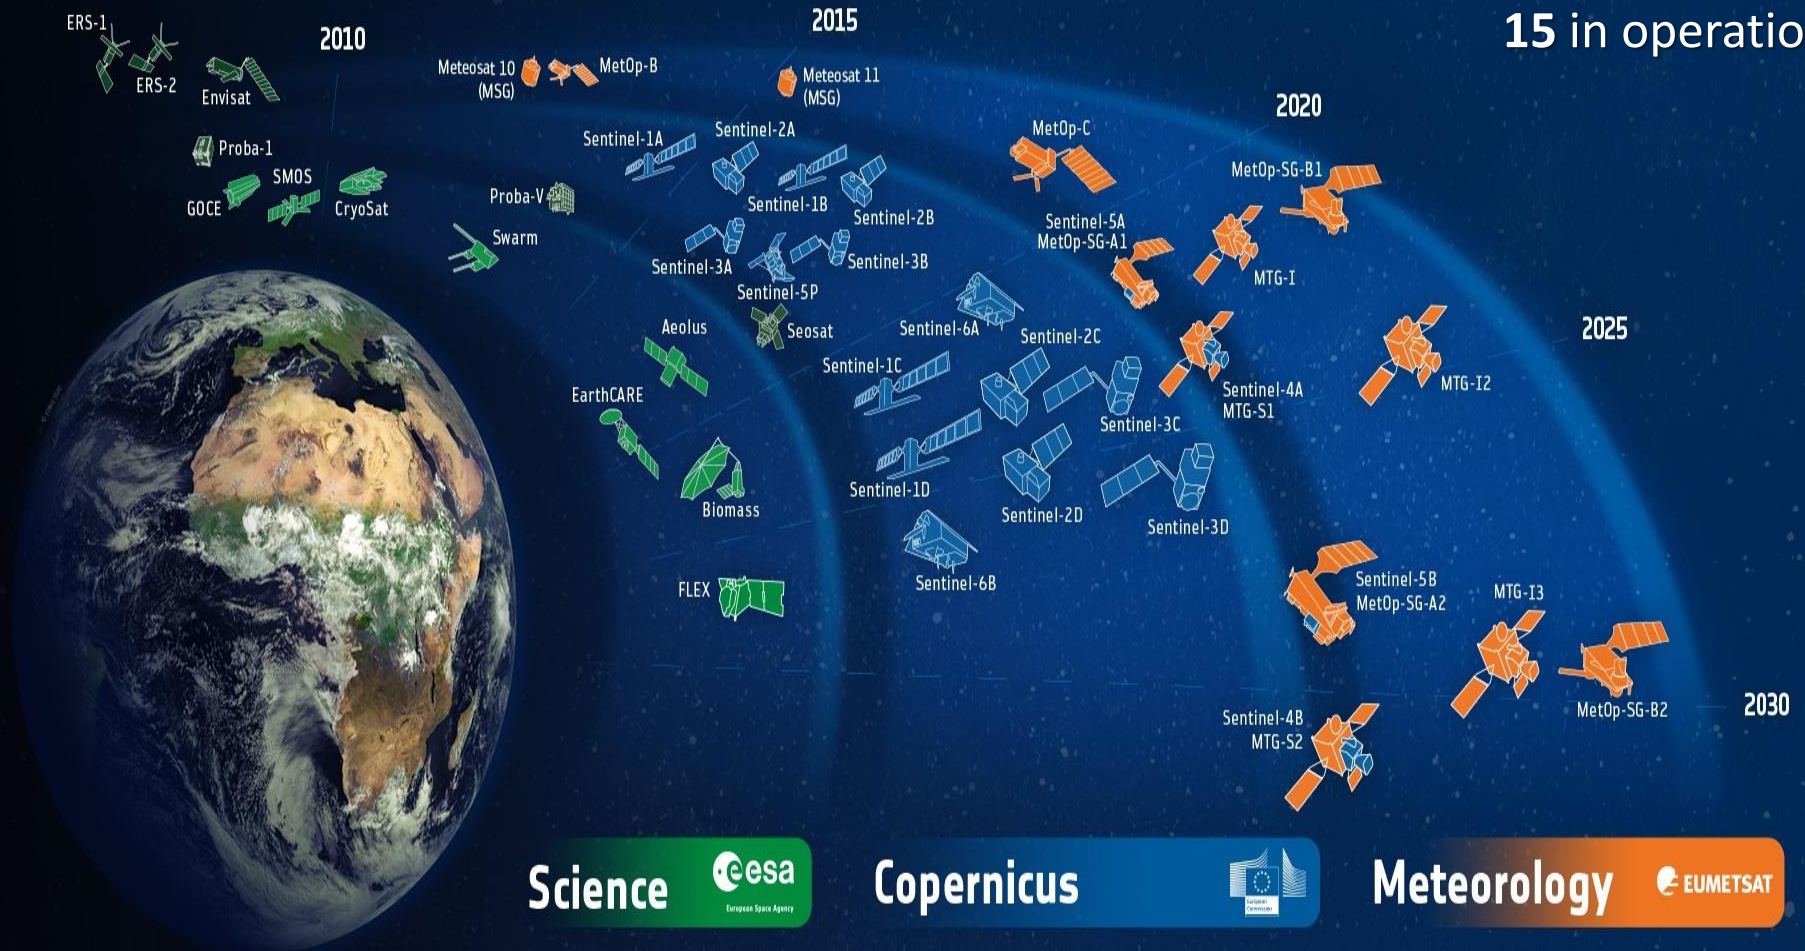 15 in operatio
2010
2015
2020
2025
2030
ERS-1
ERS-2
Envisat
Proba-1
GOCE
SMOS
CryoSat
Swarm
Proba-V
Meteosat 10
(MSG)
MetOp-B
Meteosat 11
(MSG)
Sentinel-1A
Sentinel-2A
Sentinel-1B
Sentinel-2B
Sentinel-3A
Sentinel-3B
Sentinel-5P
Seosat
Aeolus
EarthCARE
Biomass
FLEX
MetOp-C
MetOp-SG-B1
Sentinel-5A
MetOp-SG-A1
MTG-I
Sentinel-6A
Sentinel-2C
Sentinel-1C
Sentinel-3C
Sentinel-4A
MTG-S1
MTG-I2
Sentinel-1D
Sentinel-2D
Sentinel-3D
Sentinel-6B
Sentinel-5B
MetOp-SG-A2
MTG-I3
MetOp-SG-B2
Sentinel-4B
MTG-S2
Science
esa
European Space Agency
Copernicus
European
Commission
Meteorology
EUMETSAT